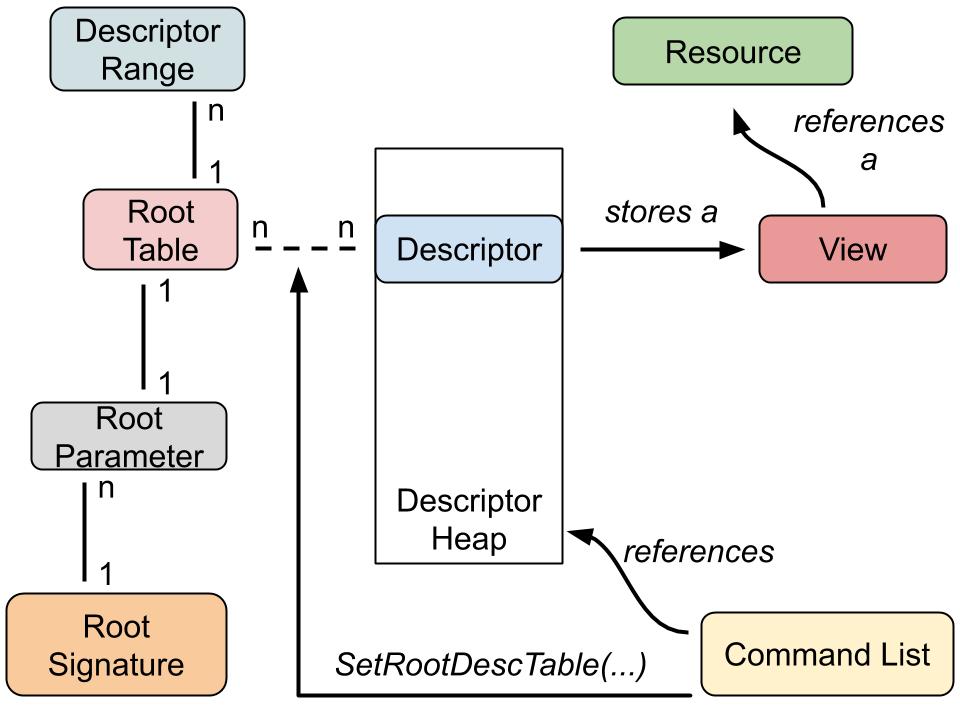 Descriptor
Range
Resource
n
references
a
1
Root
Table
n
n
Descriptor
stores a
View
1
1
Root
Parameter
n
Descriptor
Heap
references
1
Root
Signature
SetRootDescTable(...)
Command List